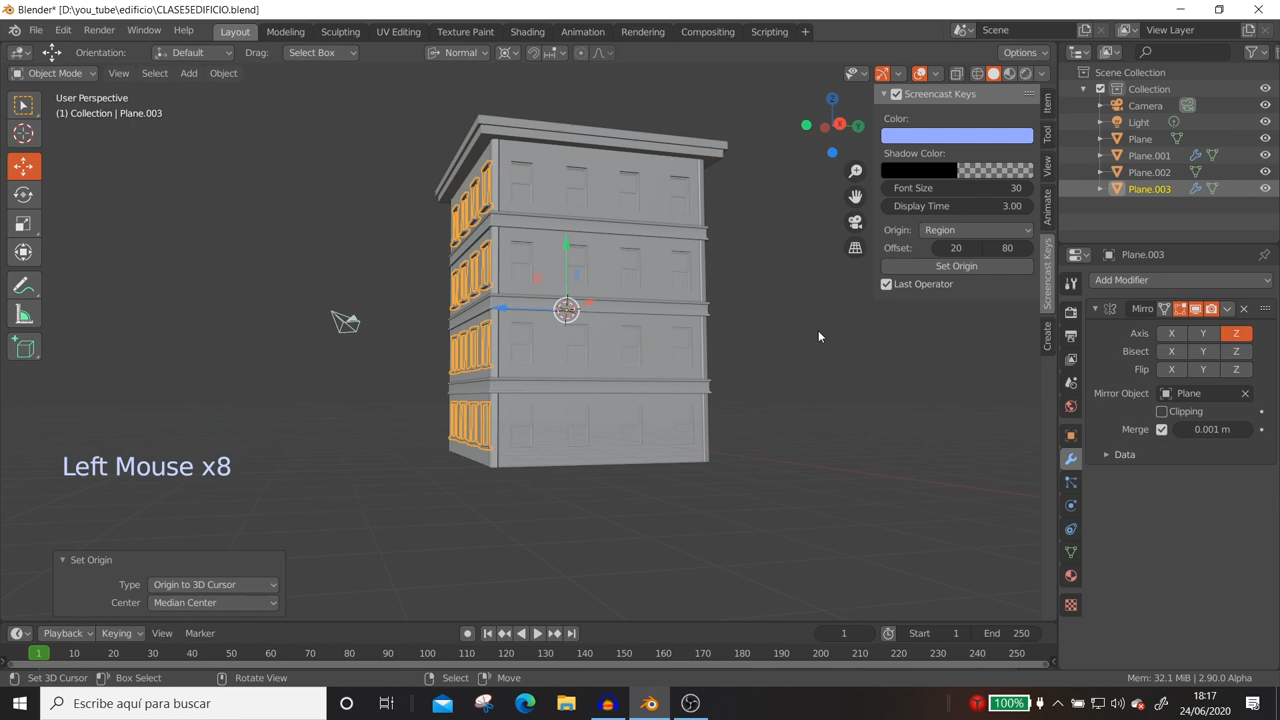 Blender* [D:\you_tube\edificio\CLASE5EDIFICIO.blend]
File Edit Render Window Help Layout Modeling Sculpting UV Editing Texture Paint Shading Animation Rendering Compositing Scripting + Scene View Layer
Orientation: Default Drag: Select Box Normal Options
Object Mode View Select Add Object
User Perspective
(1) Collection | Plane.003
Z
X
Y
Screencast Keys
Color:
Shadow Color:
Font Size 30
Display Time 3.00
Origin: Region
Offset: 20 80
Set Origin
Last Operator
Item
Tool
View
Animate
Screencast Keys
Create
Scene Collection
Collection
Camera
Light
Plane
Plane.001
Plane.002
Plane.003
Plane.003
Add Modifier
Mirro
Axis X Y Z
Bisect X Y Z
Flip X Y Z
Mirror Object Plane
Clipping
Merge 0.001 m
Data
Left Mouse x8
Set Origin
Type Origin to 3D Cursor
Center Median Center
Playback Keying View Marker 1 Start 1 End 250
1 10 20 30 40 50 60 70 80 90 100 110 120 130 140 150 160 170 180 190 200 210 220 230 240 250
Set 3D Cursor Box Select Rotate View Select Move Mem: 32.1 MiB | 2.90.0 Alpha
Escribe aquí para buscar
100%
18:17
24/06/2020